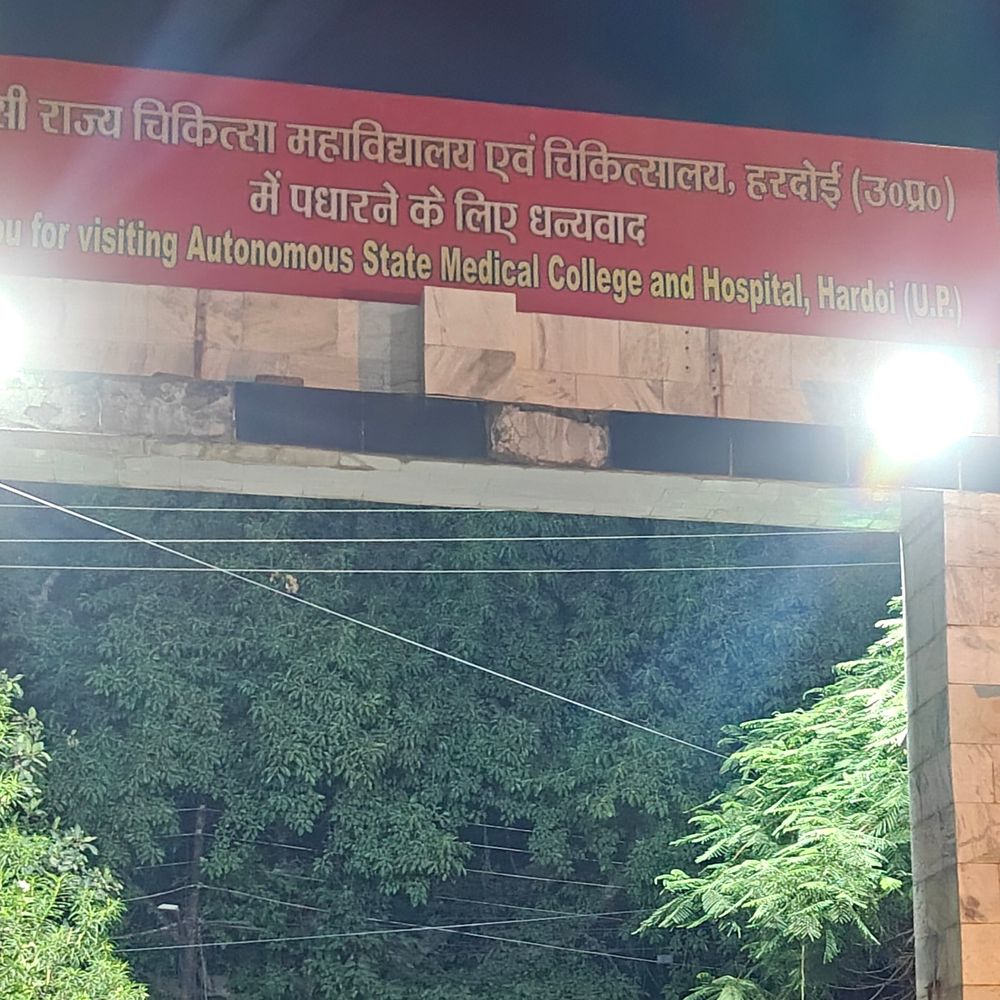 राज्य चिकित्सा महाविद्यालय एवं चिकित्सालय, हरदोई (उ०प्र०)
में पधारने के लिए धन्यवाद
for visiting Autonomous State Medical College and Hospital, Hardoi (U.P.)